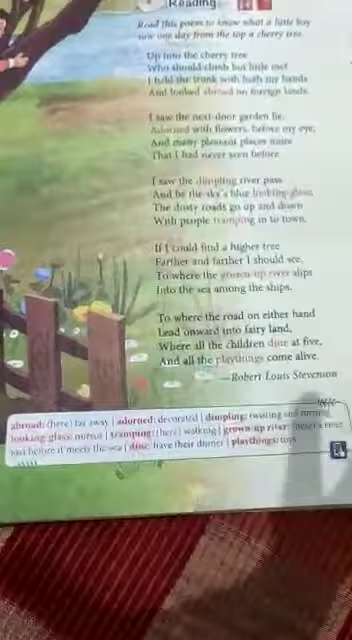 Reading
Read this poem to know what a little boy
saw one day from the top a cherry tree.
Up into the cherry tree
Who should climb but little me?
I held the trunk with both my hands
And looked abroad on foreign lands.
I saw the next-door garden lie,
Adorned with flowers, before my eye,
And many pleasant places more
That I had never seen before.
I saw the dimpling river pass
And be the sky's blue looking-glass;
The dusty roads go up and down
With people tramping in to town.
If I could find a higher tree
Farther and farther I should see,
To where the grown-up river slips
Into the sea among the ships,
To where the road on either hand
Lead onward into fairy land,
Where all the children dine at five,
And all the playthings come alive.
—Robert Louis Stevenson
abroad: (here) far away | adorned: decorated | dimpling: twisting and turning
looking-glass: mirror | tramping: (here) walking | grown-up river: (here) a river
just before it meets the sea | dine: have their dinner | playthings: toys